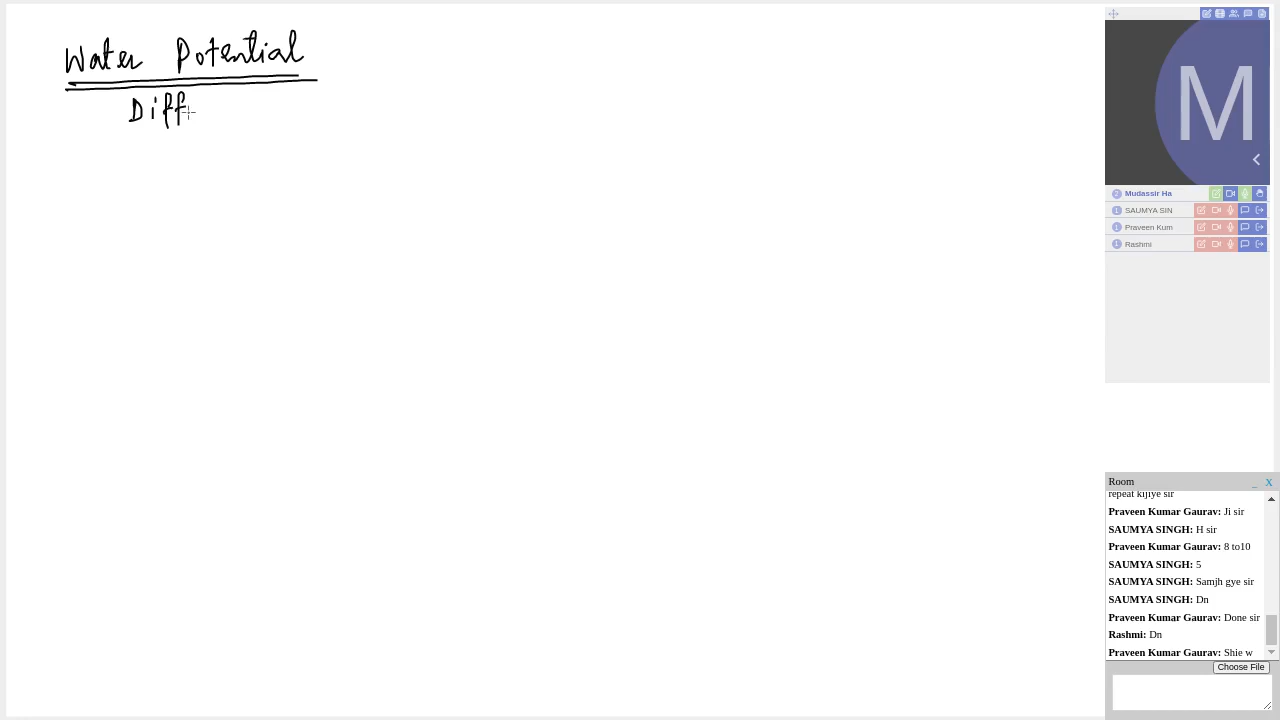 Water Potential
Diff
M
Mudassir Ha
SAUMYA SIN
Praveen Kum
Rashmi
Room
_ X
repeat kijiye sir
Praveen Kumar Gaurav: Ji sir
SAUMYA SINGH: H sir
Praveen Kumar Gaurav: 8 to10
SAUMYA SINGH: 5
SAUMYA SINGH: Samjh gye sir
SAUMYA SINGH: Dn
Praveen Kumar Gaurav: Done sir
Rashmi: Dn
Praveen Kumar Gaurav: Shie w
Choose File